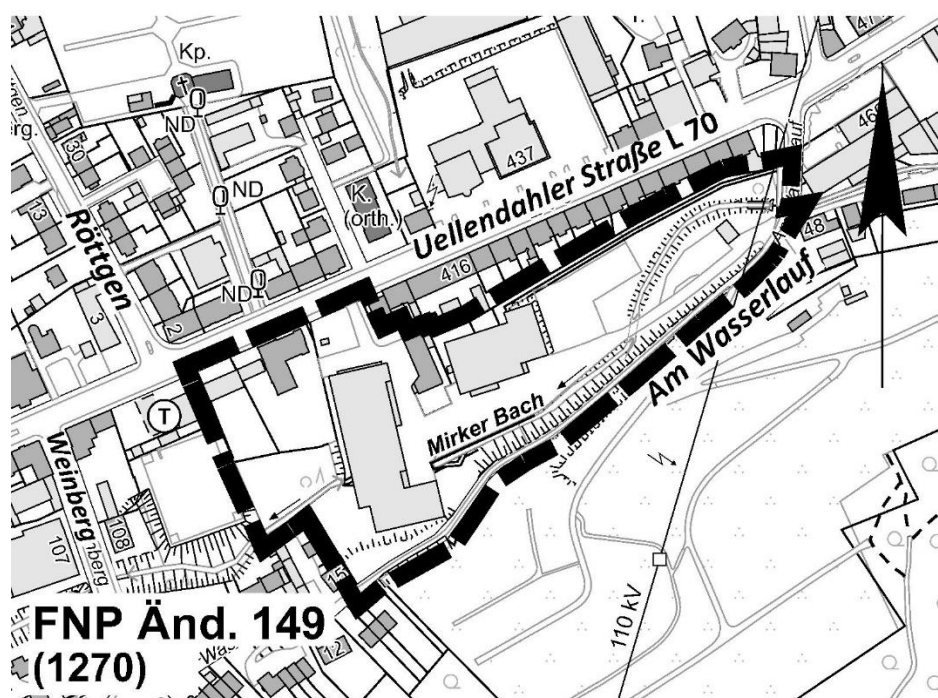 Kp.
ND
30
13
437
Uellendahler Straße L 70
K.
(orth.)
ND
Röttgen
416
ND
3
2
48
Am Wasserlauf
T
Mirker Bach
Weinberg
108
107
15
110 kV
12
FNP Änd. 149
(1270)